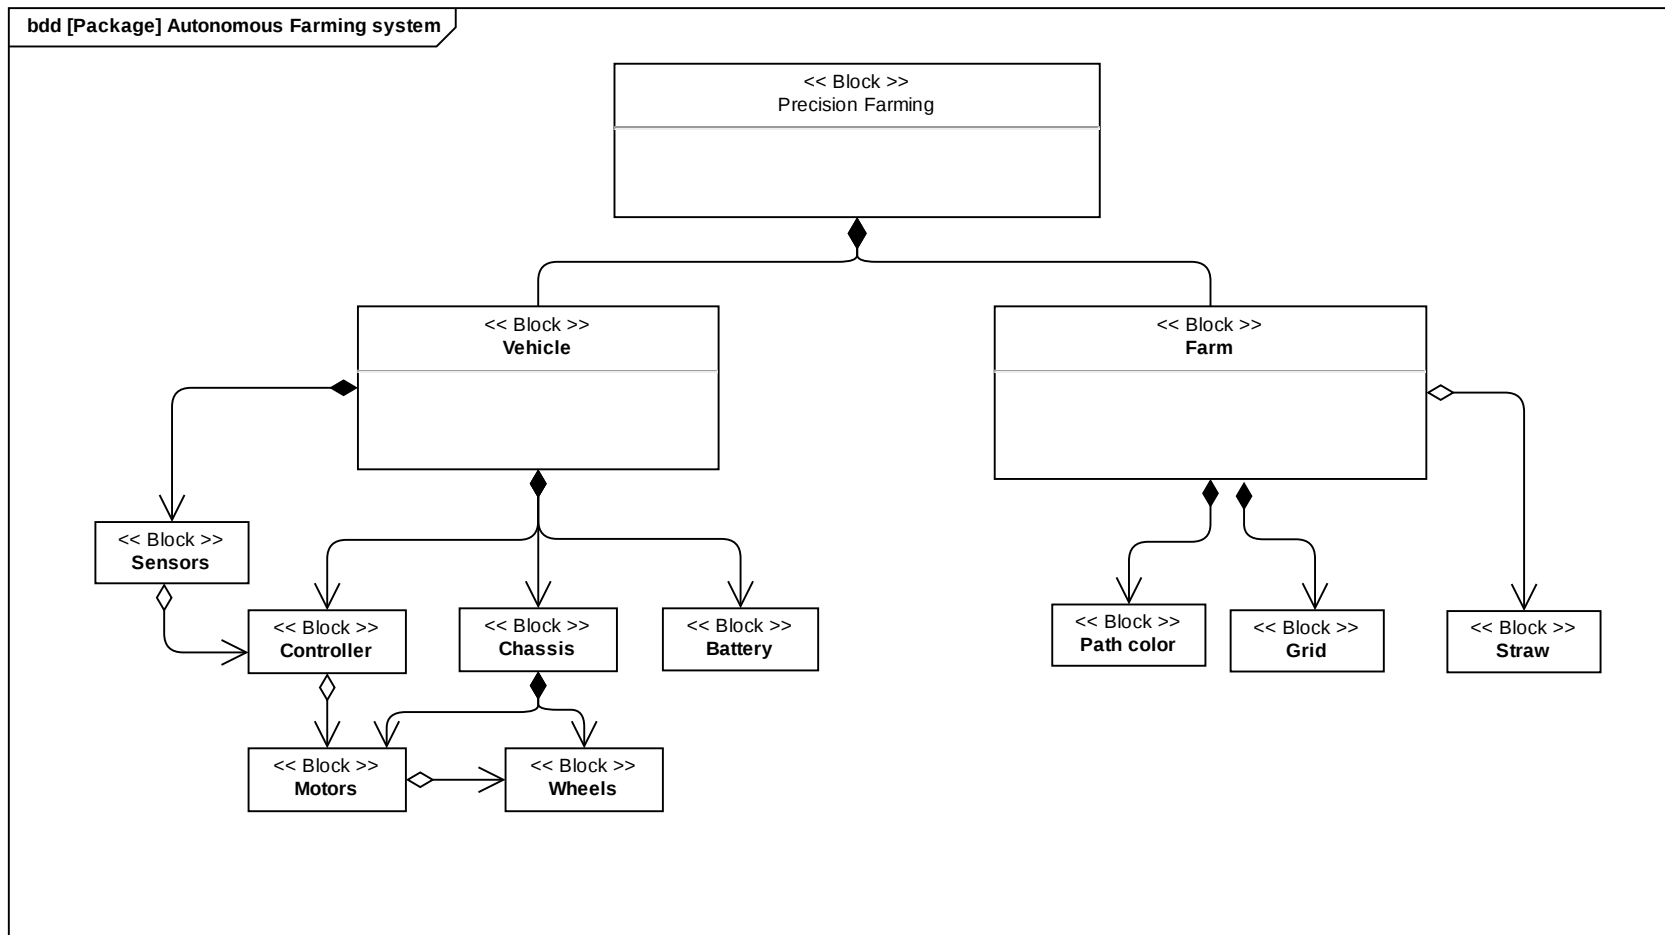 bdd [Package] Autonomous Farming system
<< Block >>
Precision Farming
<< Block >>
Vehicle
<< Block >>
Farm
<< Block >>
Sensors
<< Block >>
Controller
<< Block >>
Chassis
<< Block >>
Battery
<< Block >>
Path color
<< Block >>
Grid
<< Block >>
Straw
<< Block >>
Motors
<< Block >>
Wheels